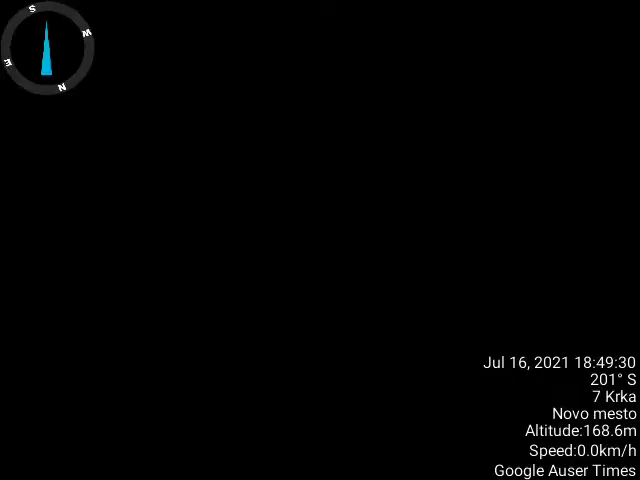 S
W
E
N
Jul 16, 2021 18:49:30
201° S
7 Krka
Novo mesto
Altitude:168.6m
Speed:0.0km/h
Google Auser Times